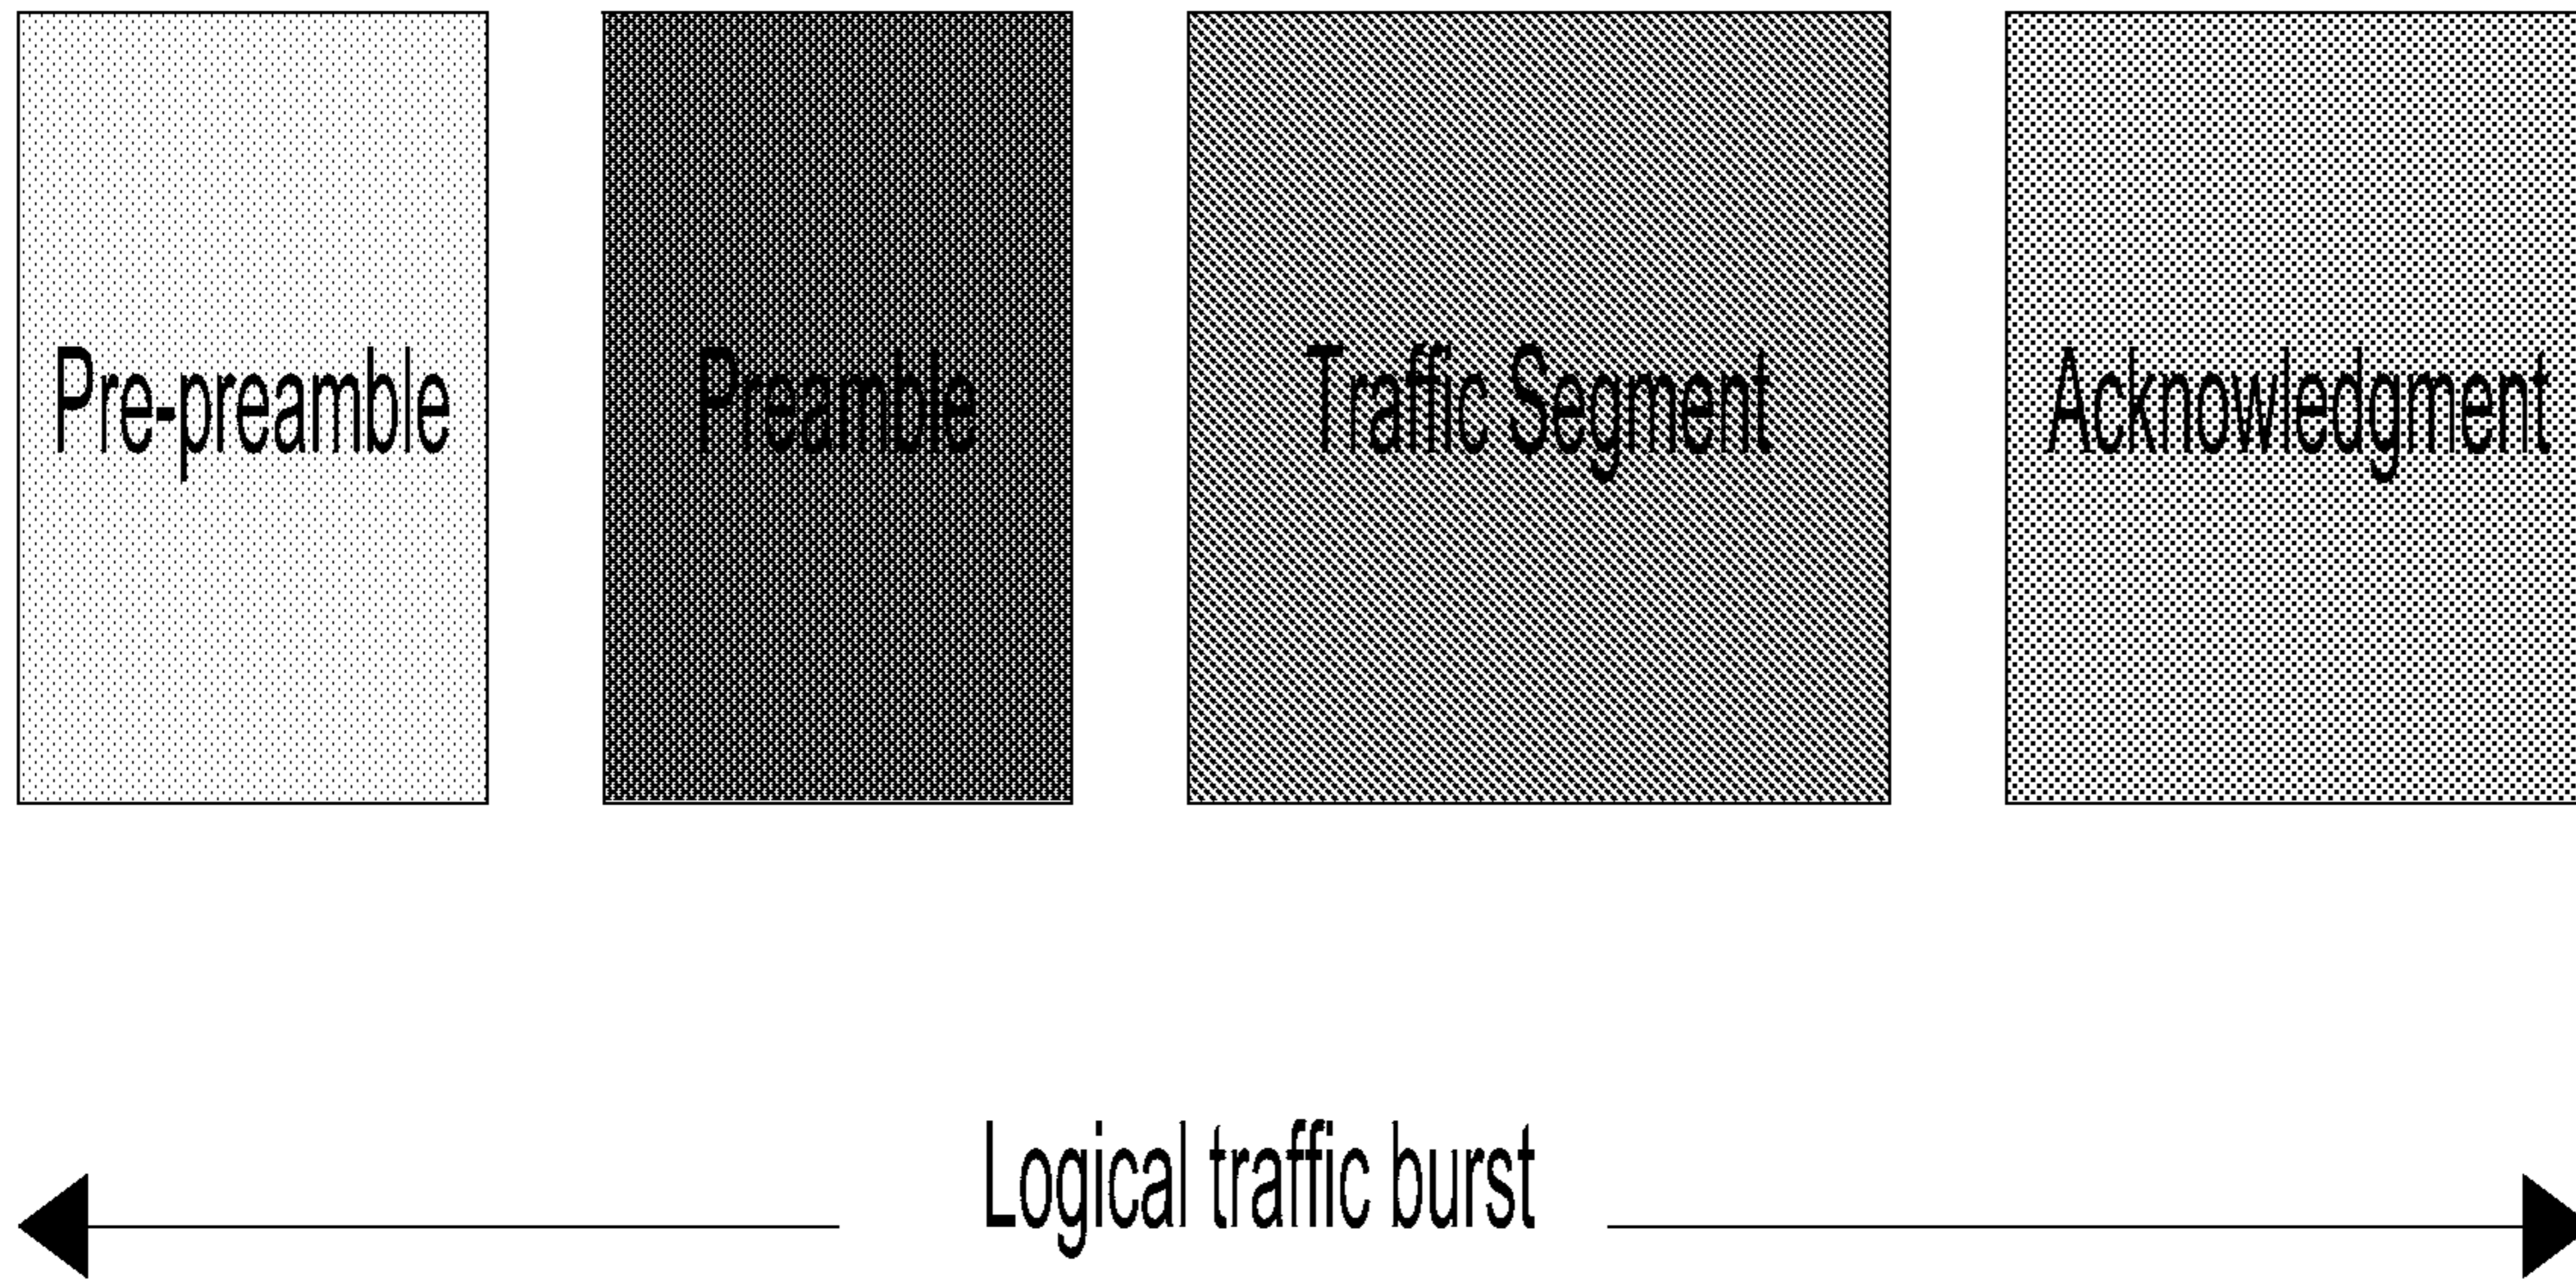 Pre-preamble
Preamble
Traffic Segment
Acknowledgment
Logical traffic burst